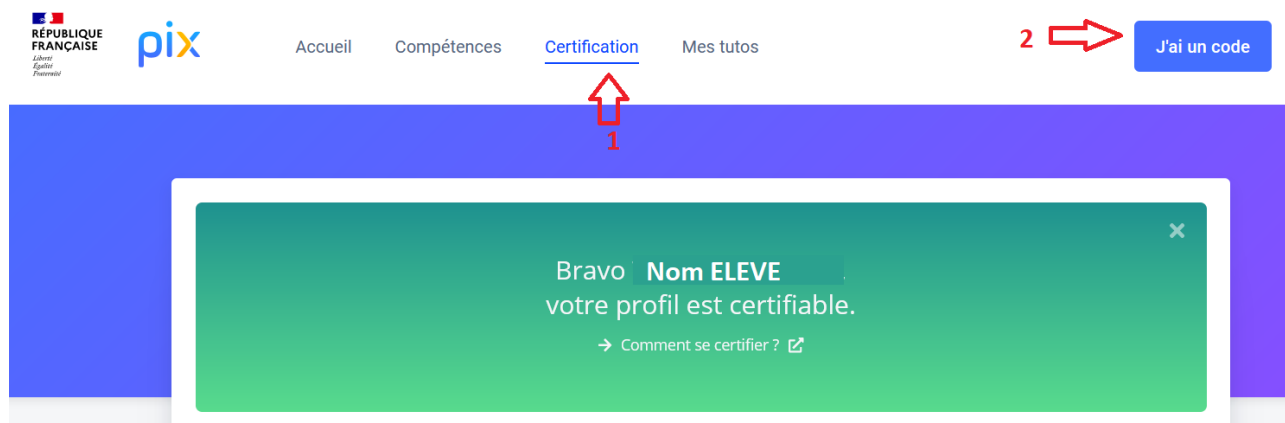 RÉPUBLIQUE
FRANÇAISE
Liberté
Égalité
Fraternité
pix
Accueil Compétences Certification Mes tutos
2
J'ai un code
1
Bravo Nom ELEVE
votre profil est certifiable.
→ Comment se certifier ?